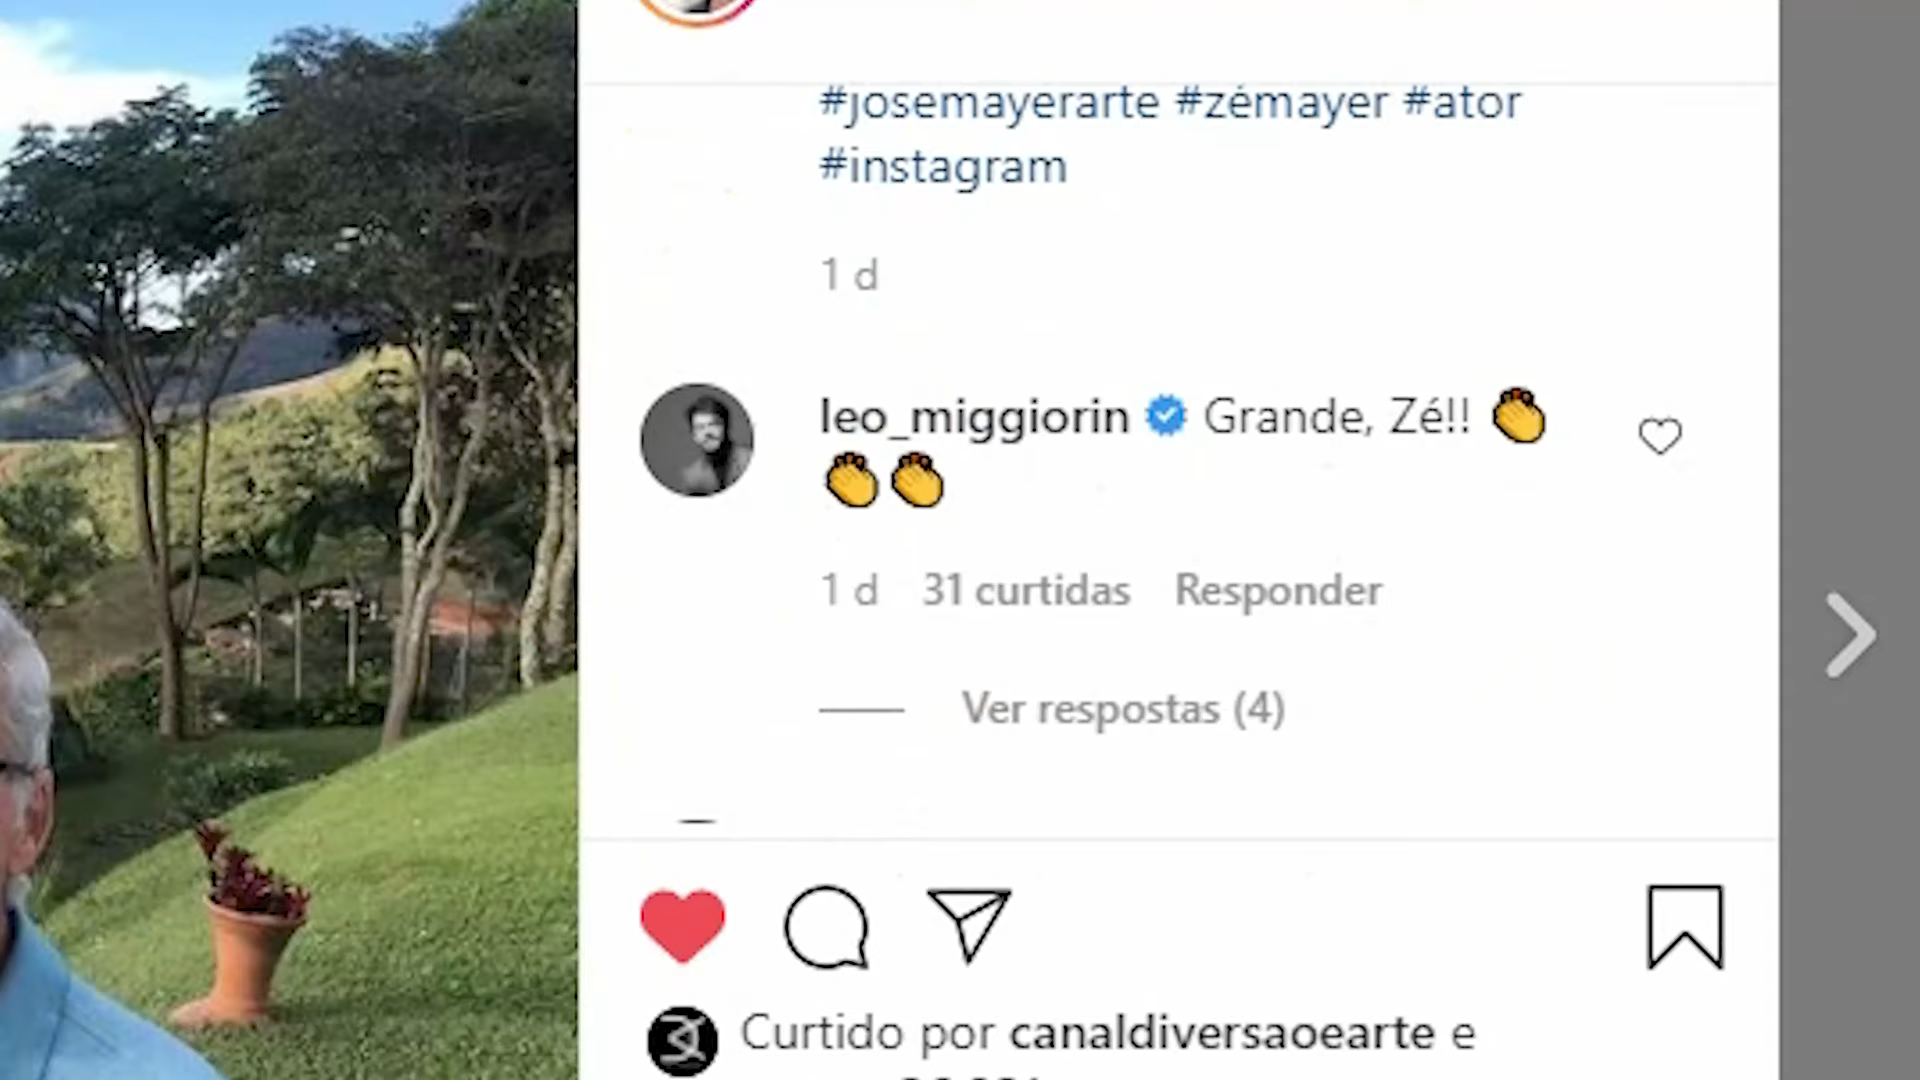 #josemayerarte #zémayer #ator
#instagram
1 d
leo_miggiorin Grande, Zé!! 👏
👏👏
1 d 31 curtidas Responder
Ver respostas (4)
Curtido por canaldiversaoearte e